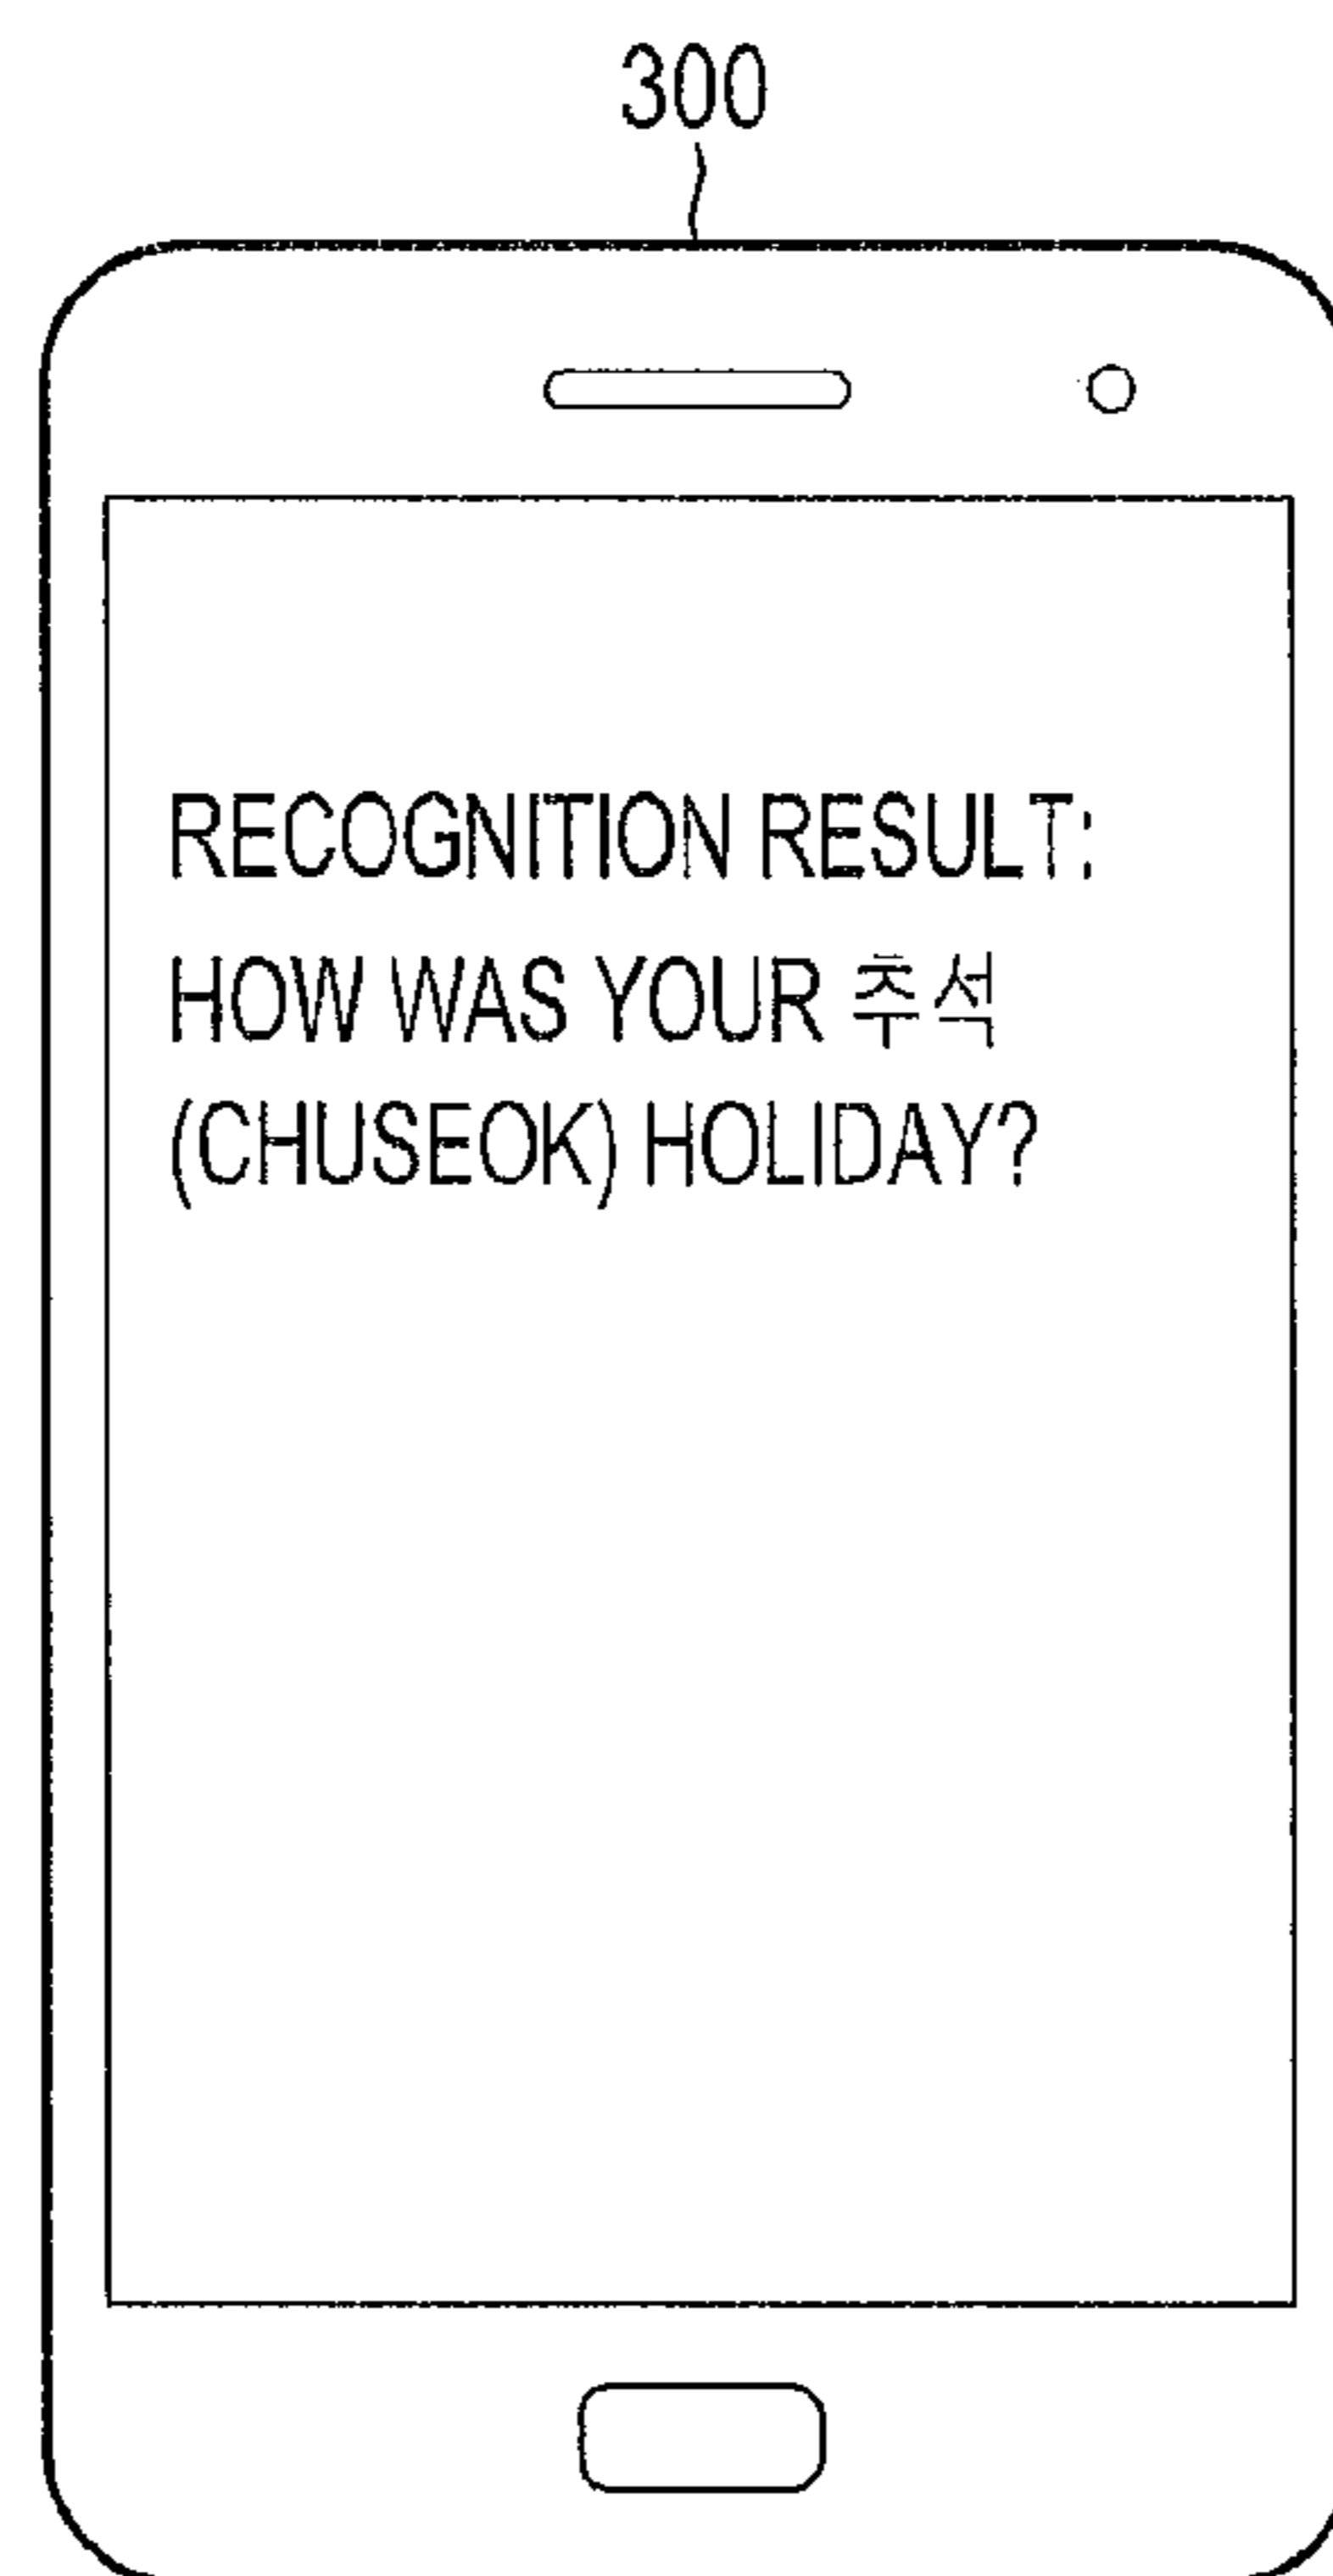 300
RECOGNITION RESULT:
HOW WAS YOUR 추석
(CHUSEOK) HOLIDAY?